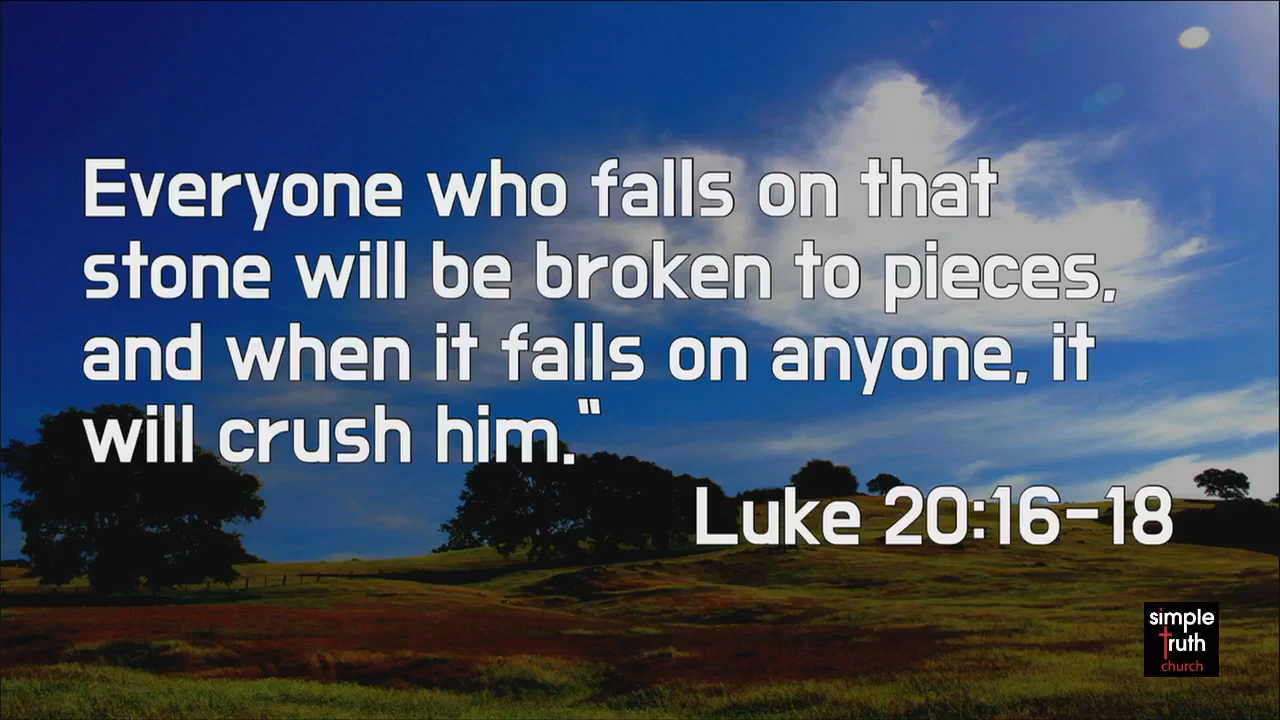 Everyone who falls on that
stone will be broken to pieces,
and when it falls on anyone, it
will crush him."
Luke 20:16-18
simple
truth
church